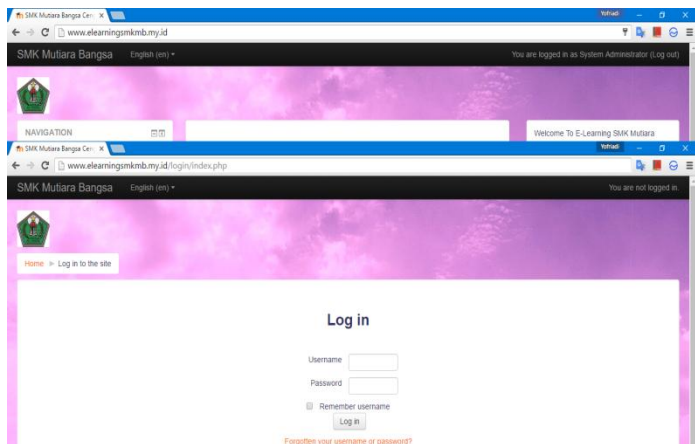 SMK Mutiara Bangsa Cen
Yofriadi
www.elearningsmkmb.my.id
SMK Mutiara Bangsa English (en) You are logged in as System Administrator (Log out)
NAVIGATION
Welcome To E-Learning SMK Mutiara
SMK Mutiara Bangsa Cen
Yofriadi
www.elearningsmkmb.my.id/login/index.php
SMK Mutiara Bangsa English (en) You are not logged in.
Home ► Log in to the site
Log in
Username
Password
Remember username
Log in
Forgotten your username or password?